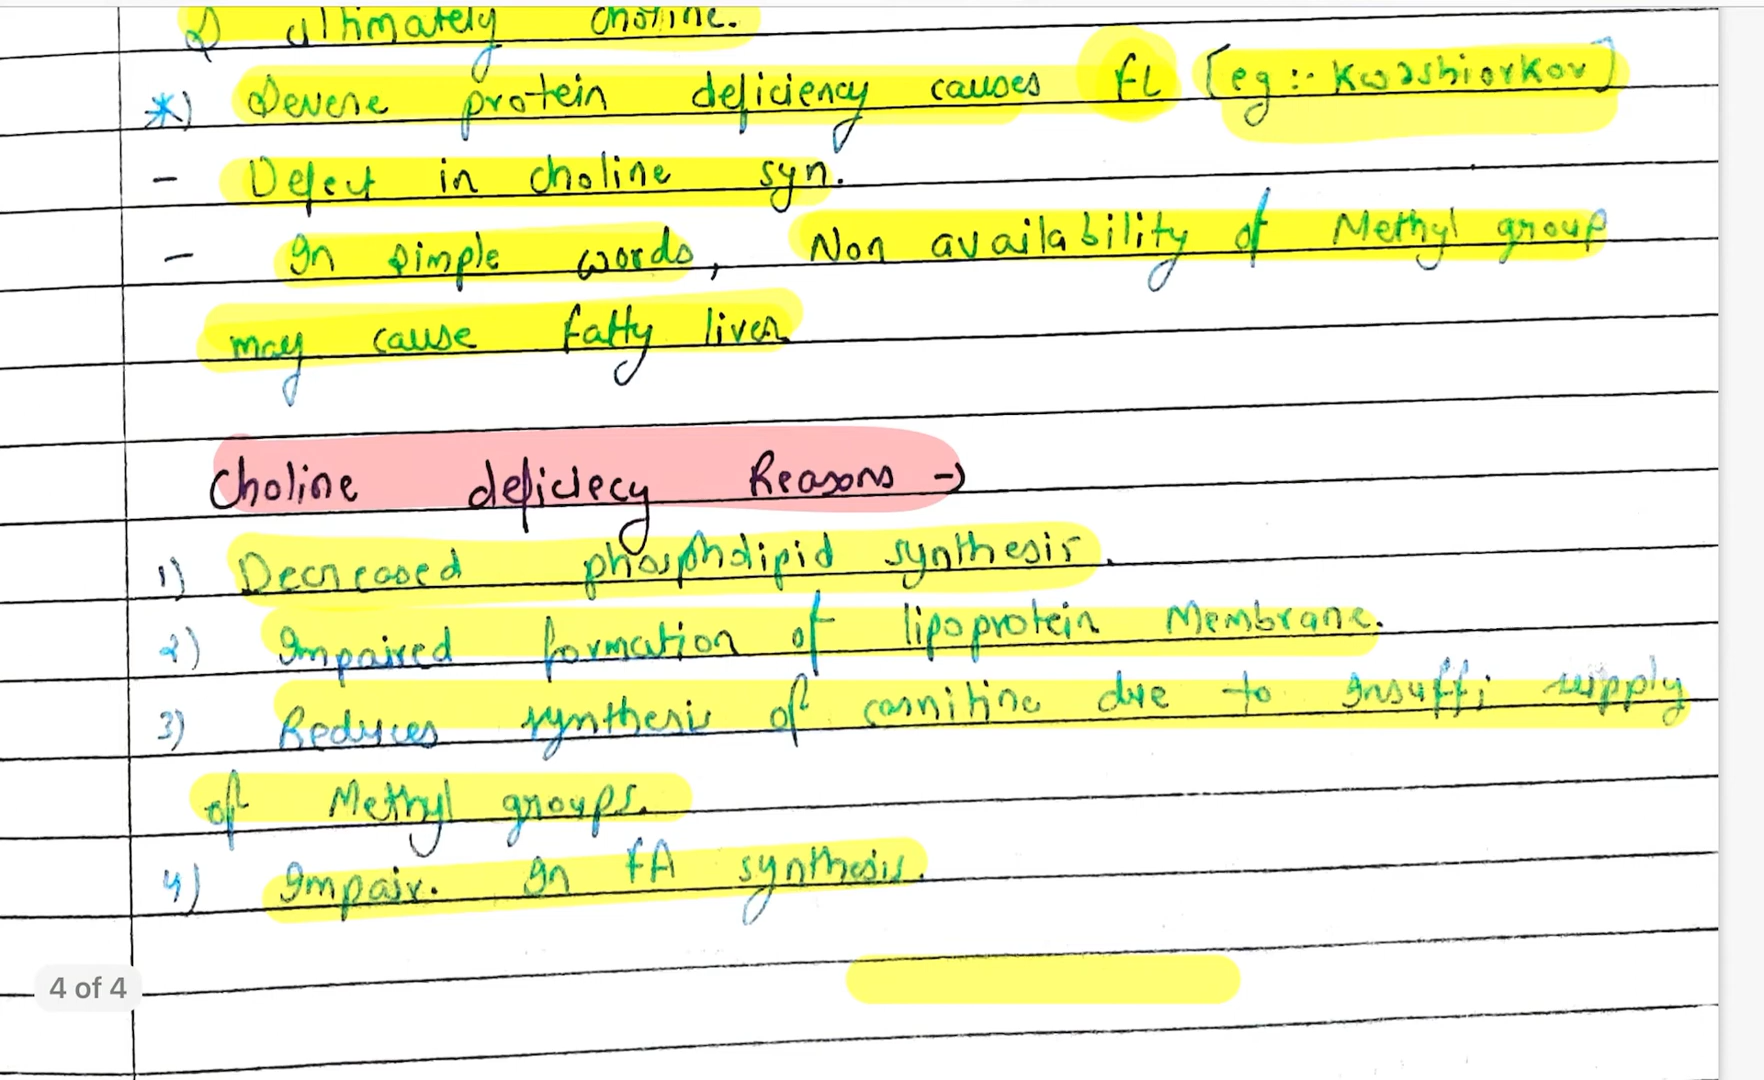 & ultimately choline.
*) Severe protein deficiency causes FL [eg:- Kwashiorkor]
- Defect in choline syn.
- In simple words, Non availability of Methyl group
may cause fatty liver
Choline deficiecy Reasons →
1) Decreased phospholipid synthesis.
2) Impaired formation of lipoprotein Membrane.
3) Reduces synthesis of carnitine due to insuffi supply
of Methyl groups.
4) Impair. In FA synthesis.
4 of 4